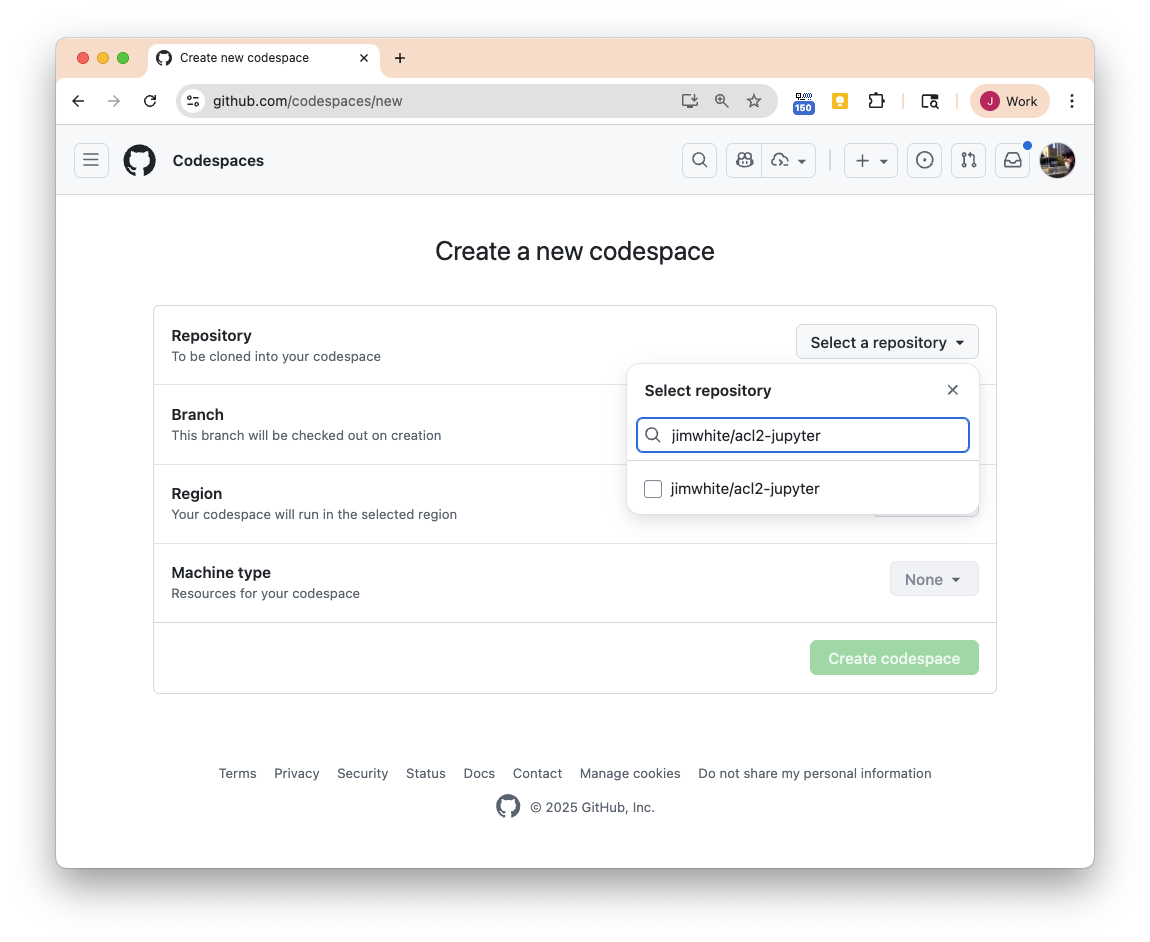 Create new codespace
github.com/codespaces/new
150
J Work
Codespaces
Create a new codespace
Repository
To be cloned into your codespace
Select a repository
Select repository
jimwhite/acl2-jupyter
jimwhite/acl2-jupyter
Branch
This branch will be checked out on creation
Region
Your codespace will run in the selected region
Machine type
Resources for your codespace
None
Create codespace
Terms Privacy Security Status Docs Contact Manage cookies Do not share my personal information
© 2025 GitHub, Inc.